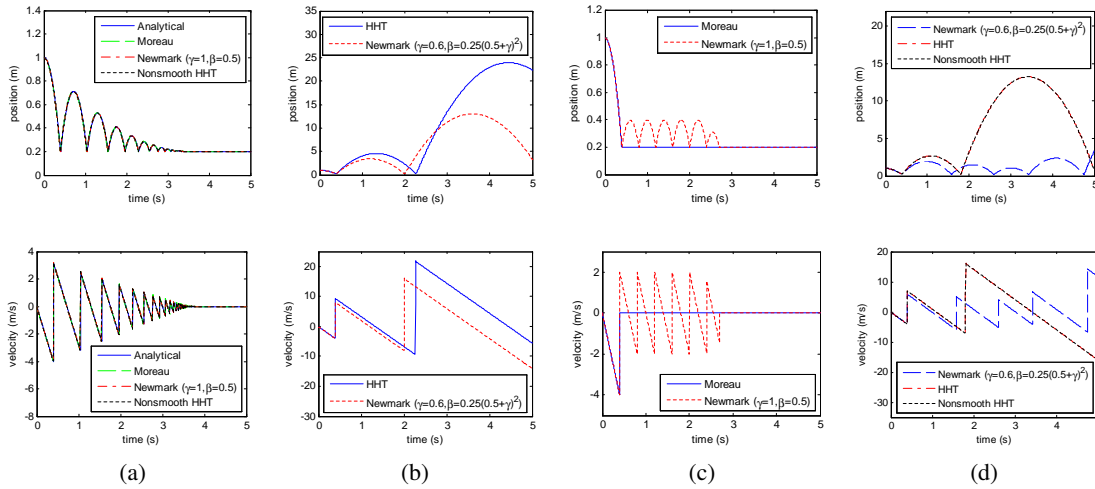 1.4
1.2
1
0.8
0.6
0.4
0.2
0
position (m)
Analytical
Moreau
Newmark (γ=1,β=0.5)
Nonsmooth HHT
0 1 2 3 4 5
time (s)
35
30
25
20
15
10
5
0
position (m)
HHT
Newmark (γ=0.6,β=0.25(0.5+γ)²)
0 1 2 3 4 5
time (s)
1.2
1
0.8
0.6
0.4
0.2
0
position (m)
Moreau
Newmark (γ=1,β=0.5)
0 1 2 3 4 5
time (s)
20
15
10
5
0
position (m)
Newmark (γ=0.6,β=0.25(0.5+γ)²)
HHT
Nonsmooth HHT
0 1 2 3 4 5
time (s)
4
2
0
-2
-4
-6
-8
velocity (m/s)
Analytical
Moreau
Newmark (γ=1,β=0.5)
Nonsmooth HHT
0 1 2 3 4 5
time (s)
20
10
0
-10
-20
-30
velocity (m/s)
HHT
Newmark (γ=0.6,β=0.25(0.5+γ)²)
0 1 2 3 4 5
time (s)
2
0
-2
-4
velocity (m/s)
Moreau
Newmark (γ=1,β=0.5)
0 1 2 3 4 5
time (s)
20
10
0
-10
-20
-30
velocity (m/s)
Newmark (γ=0.6,β=0.25(0.5+γ)²)
HHT
Nonsmooth HHT
0 1 2 3 4 5
time (s)
(a)
(b)
(c)
(d)